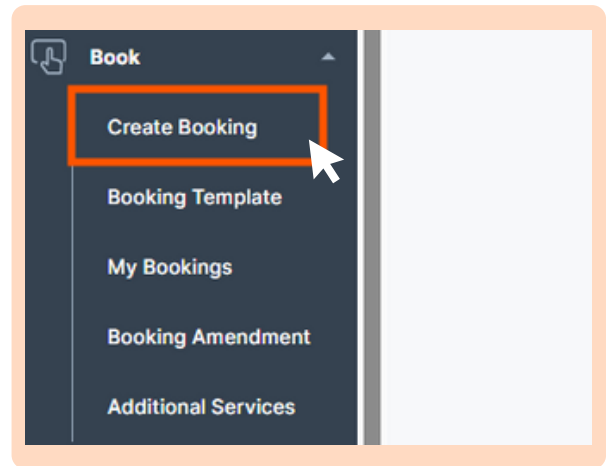 Book
Create Booking
Booking Template
My Bookings
Booking Amendment
Additional Services